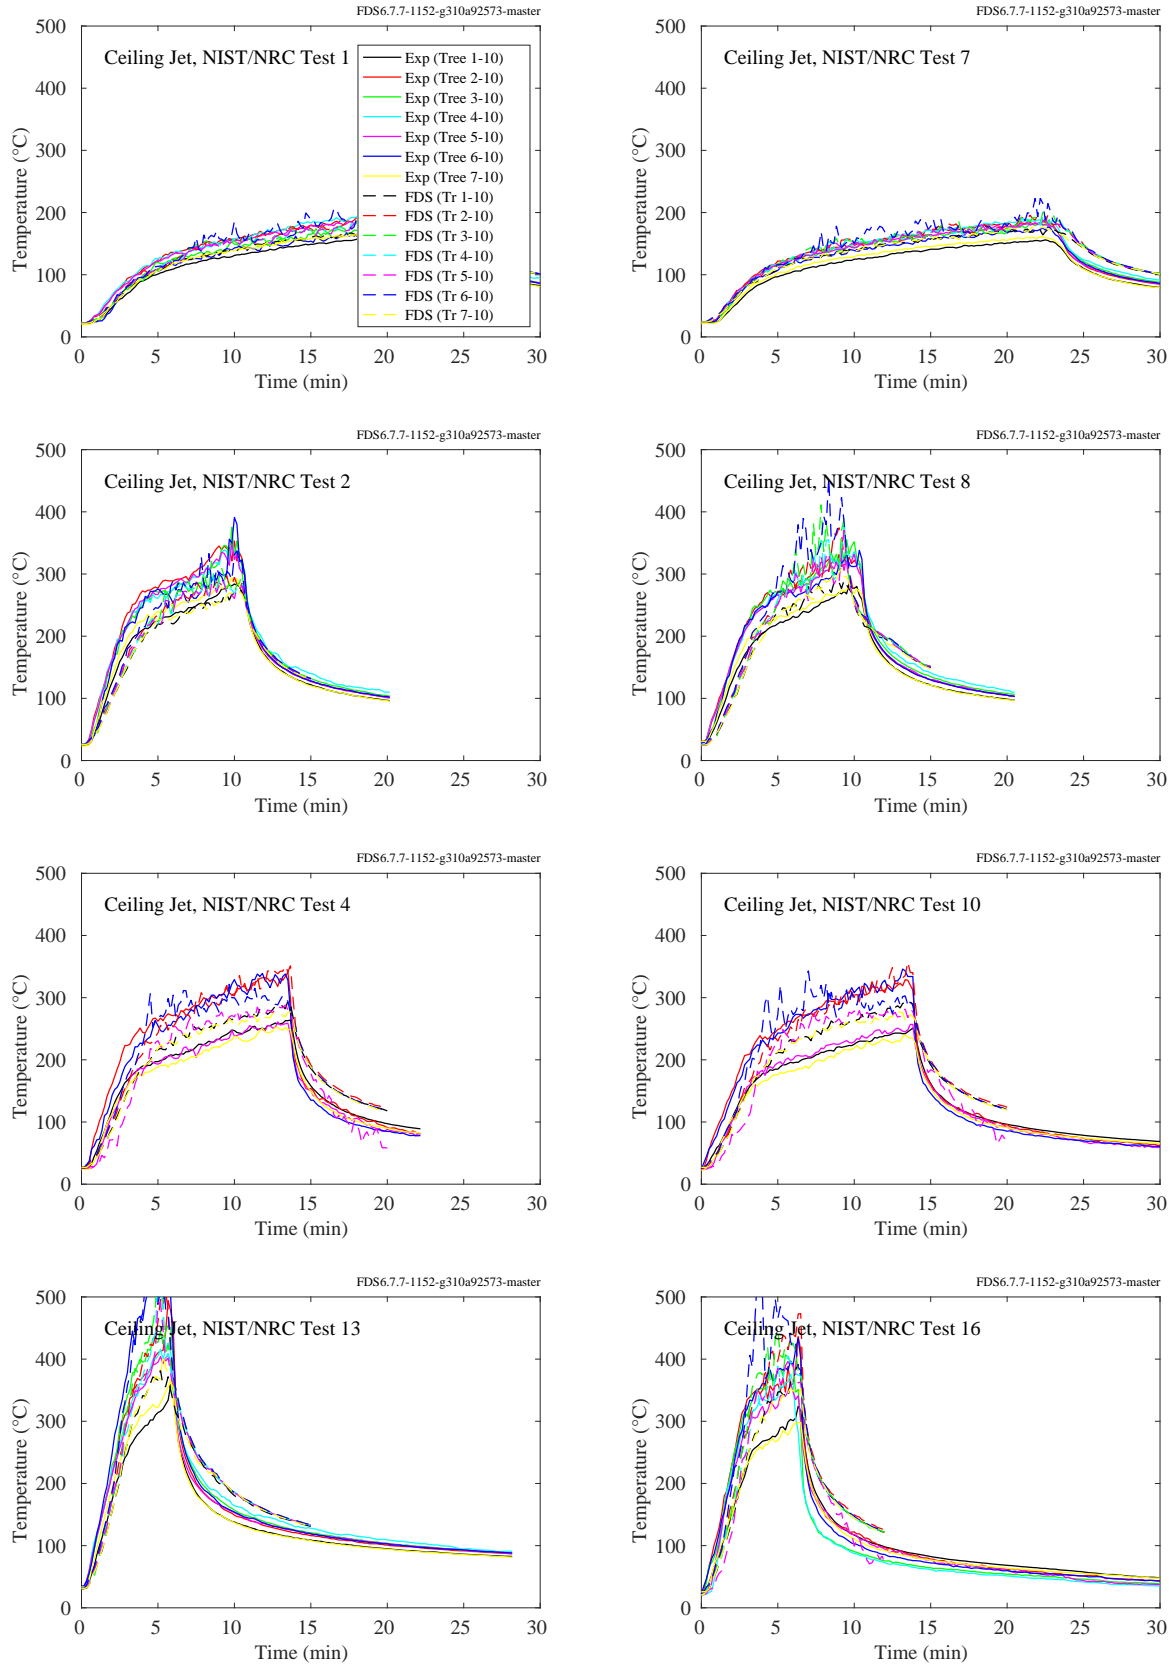 FDS6.7.7-1152-g310a92573-master
Ceiling Jet, NIST/NRC Test 1
Exp (Tree 1-10)
Exp (Tree 2-10)
Exp (Tree 3-10)
Exp (Tree 4-10)
Exp (Tree 5-10)
Exp (Tree 6-10)
Exp (Tree 7-10)
FDS (Tr 1-10)
FDS (Tr 2-10)
FDS (Tr 3-10)
FDS (Tr 4-10)
FDS (Tr 5-10)
FDS (Tr 6-10)
FDS (Tr 7-10)
500
400
300
200
100
0
Temperature (°C)
0 5 10 15 20 25 30
Time (min)
FDS6.7.7-1152-g310a92573-master
Ceiling Jet, NIST/NRC Test 7
500
400
300
200
100
0
Temperature (°C)
0 5 10 15 20 25 30
Time (min)
FDS6.7.7-1152-g310a92573-master
Ceiling Jet, NIST/NRC Test 2
500
400
300
200
100
0
Temperature (°C)
0 5 10 15 20 25 30
Time (min)
FDS6.7.7-1152-g310a92573-master
Ceiling Jet, NIST/NRC Test 8
500
400
300
200
100
0
Temperature (°C)
0 5 10 15 20 25 30
Time (min)
FDS6.7.7-1152-g310a92573-master
Ceiling Jet, NIST/NRC Test 4
500
400
300
200
100
0
Temperature (°C)
0 5 10 15 20 25 30
Time (min)
FDS6.7.7-1152-g310a92573-master
Ceiling Jet, NIST/NRC Test 10
500
400
300
200
100
0
Temperature (°C)
0 5 10 15 20 25 30
Time (min)
FDS6.7.7-1152-g310a92573-master
Ceiling Jet, NIST/NRC Test 13
500
400
300
200
100
0
Temperature (°C)
0 5 10 15 20 25 30
Time (min)
FDS6.7.7-1152-g310a92573-master
Ceiling Jet, NIST/NRC Test 16
500
400
300
200
100
0
Temperature (°C)
0 5 10 15 20 25 30
Time (min)